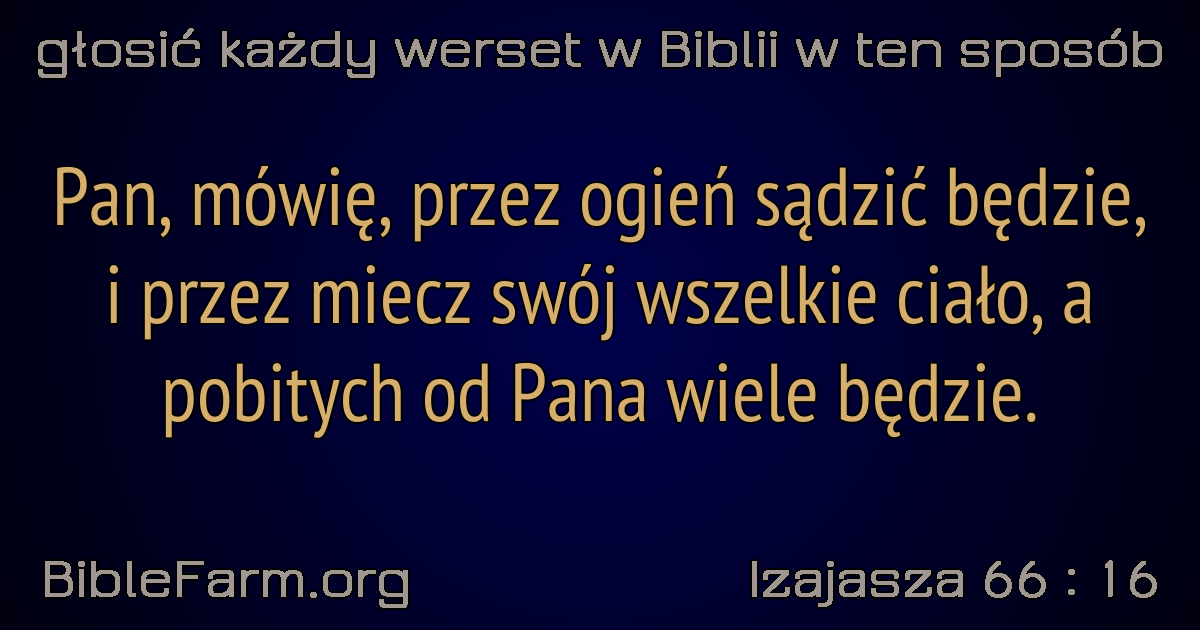 głosić każdy werset w Biblii w ten sposób
Pan, mówię, przez ogień sądzić będzie,
i przez miecz swój wszelkie ciało, a
pobitych od Pana wiele będzie.
BibleFarm.org
Izajasza 66 : 16